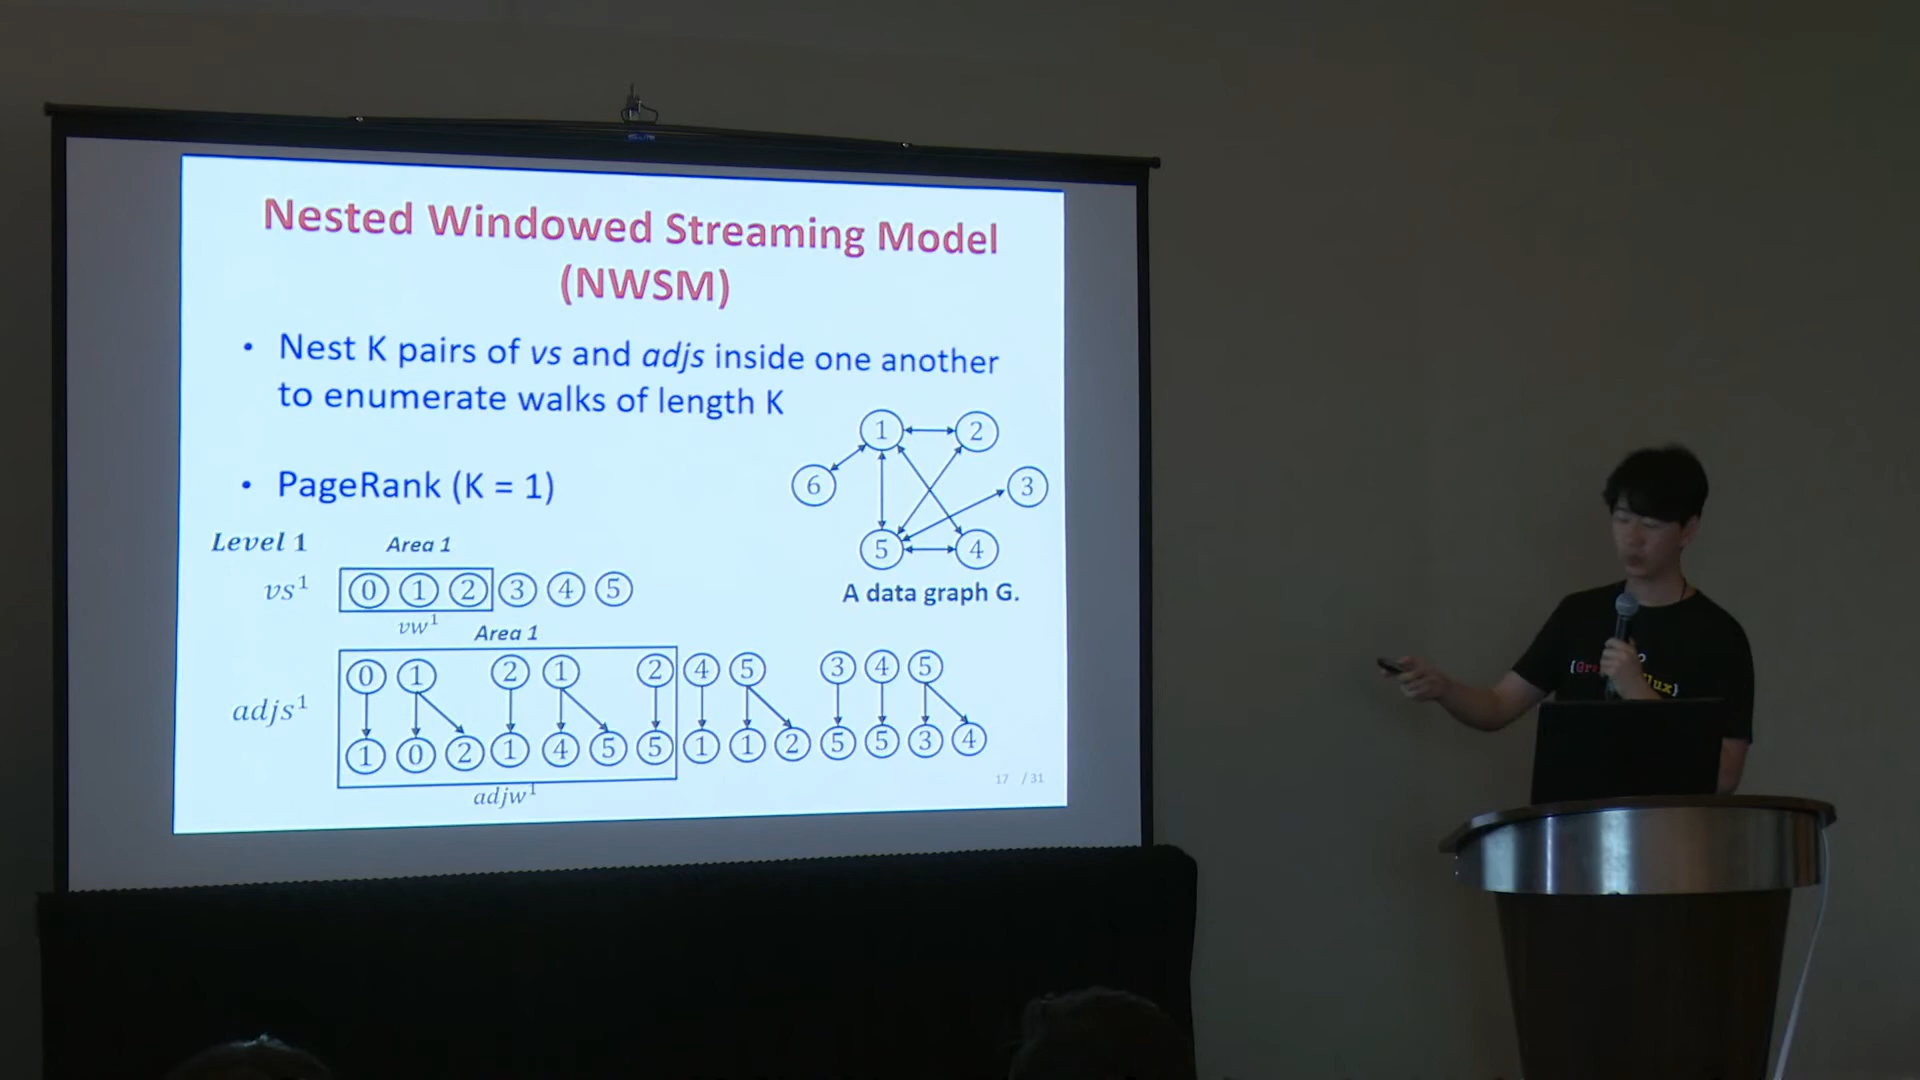 Nested Windowed Streaming Model
(NWSM)
• Nest K pairs of vs and adjs inside one another
to enumerate walks of length K
• PageRank (K = 1)
1 2
6 3
5 4
A data graph G.
Level 1 Area 1
vs¹ 0 1 2 3 4 5
vw¹ Area 1
0 1 2 1 2 4 5 3 4 5
adjs¹
1 0 2 1 4 5 5 1 1 2 5 5 3 4
adjw¹
17 / 31